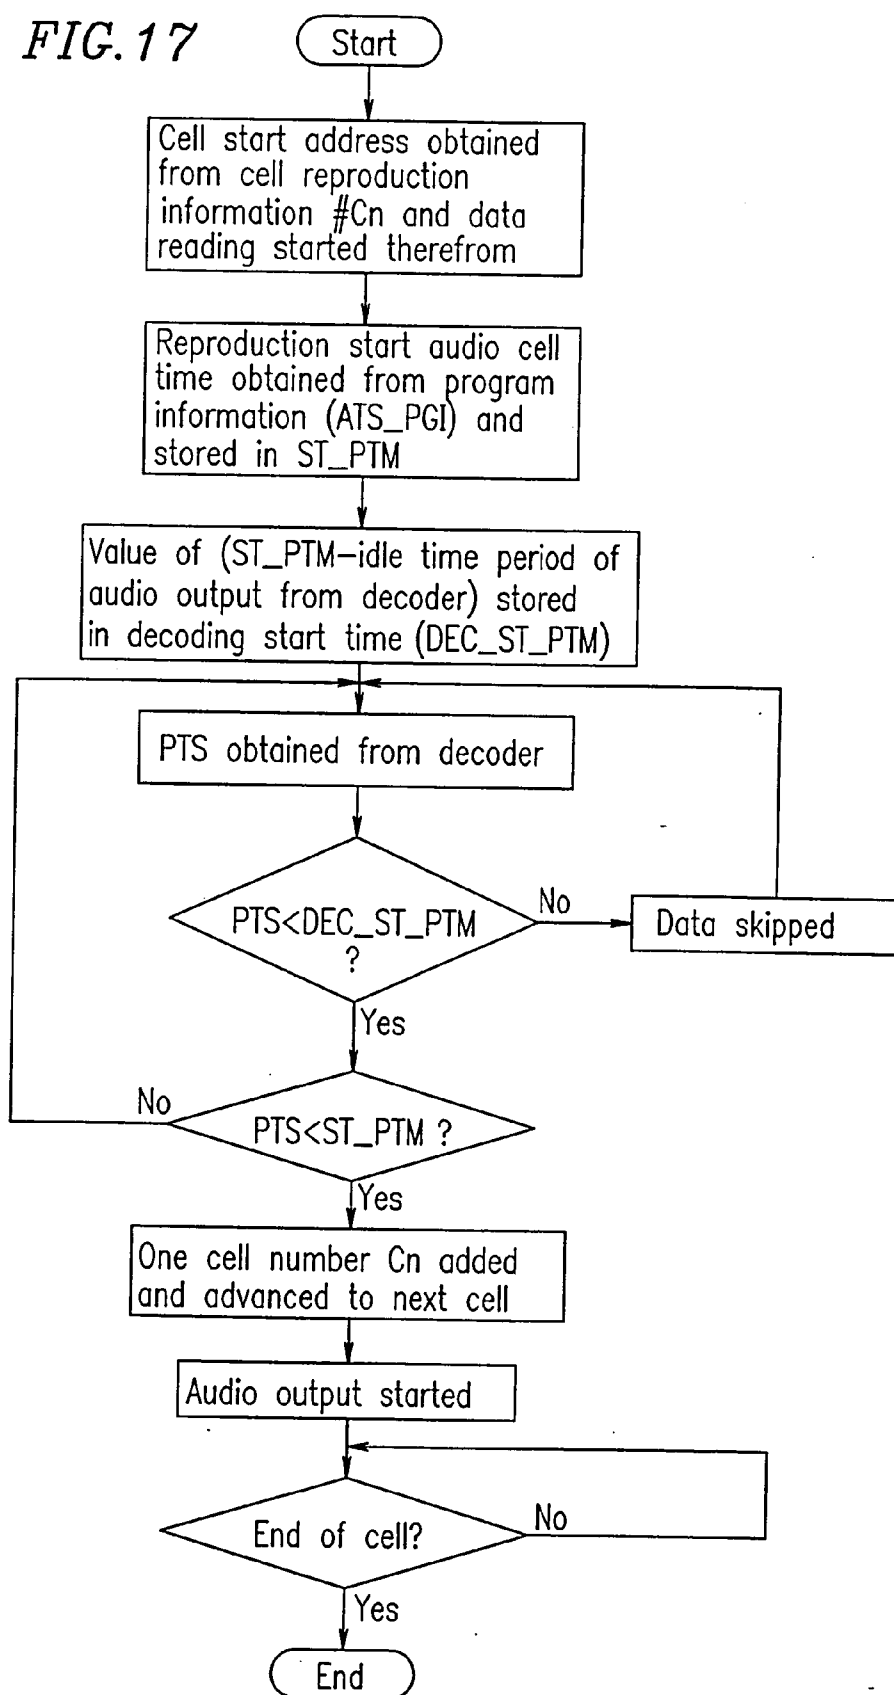 FIG.17
Start
Cell start address obtained
from cell reproduction
information #Cn and data
reading started therefrom
Reproduction start audio cell
time obtained from program
information (ATS_PGI) and
stored in ST_PTM
Value of (ST_PTM-idle time period of
audio output from decoder) stored
in decoding start time (DEC_ST_PTM)
PTS obtained from decoder
PTS<DEC_ST_PTM
?
No
Data skipped
Yes
No
PTS<ST_PTM ?
Yes
One cell number Cn added
and advanced to next cell
Audio output started
End of cell?
No
Yes
End